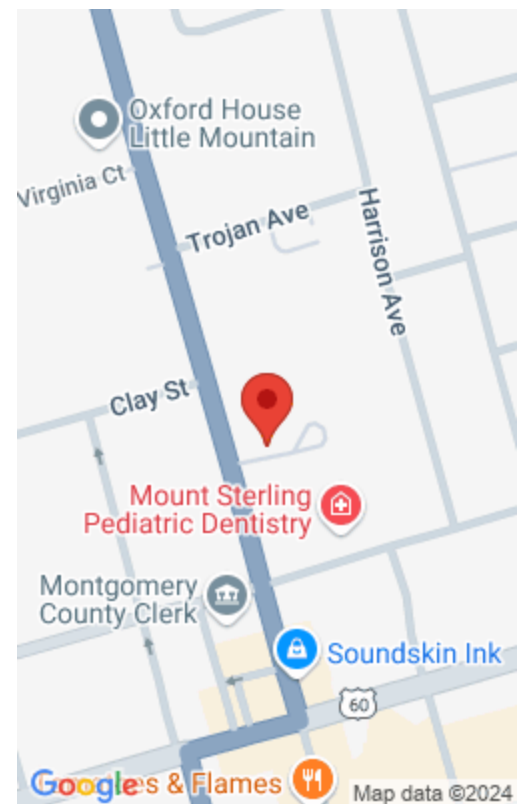 Oxford House
Little Mountain
Virginia Ct
Trojan Ave
Harrison Ave
Clay St
Mount Sterling
Pediatric Dentistry
Montgomery
County Clerk
Soundskin Ink
60
& Flames
Google
Map data ©2024